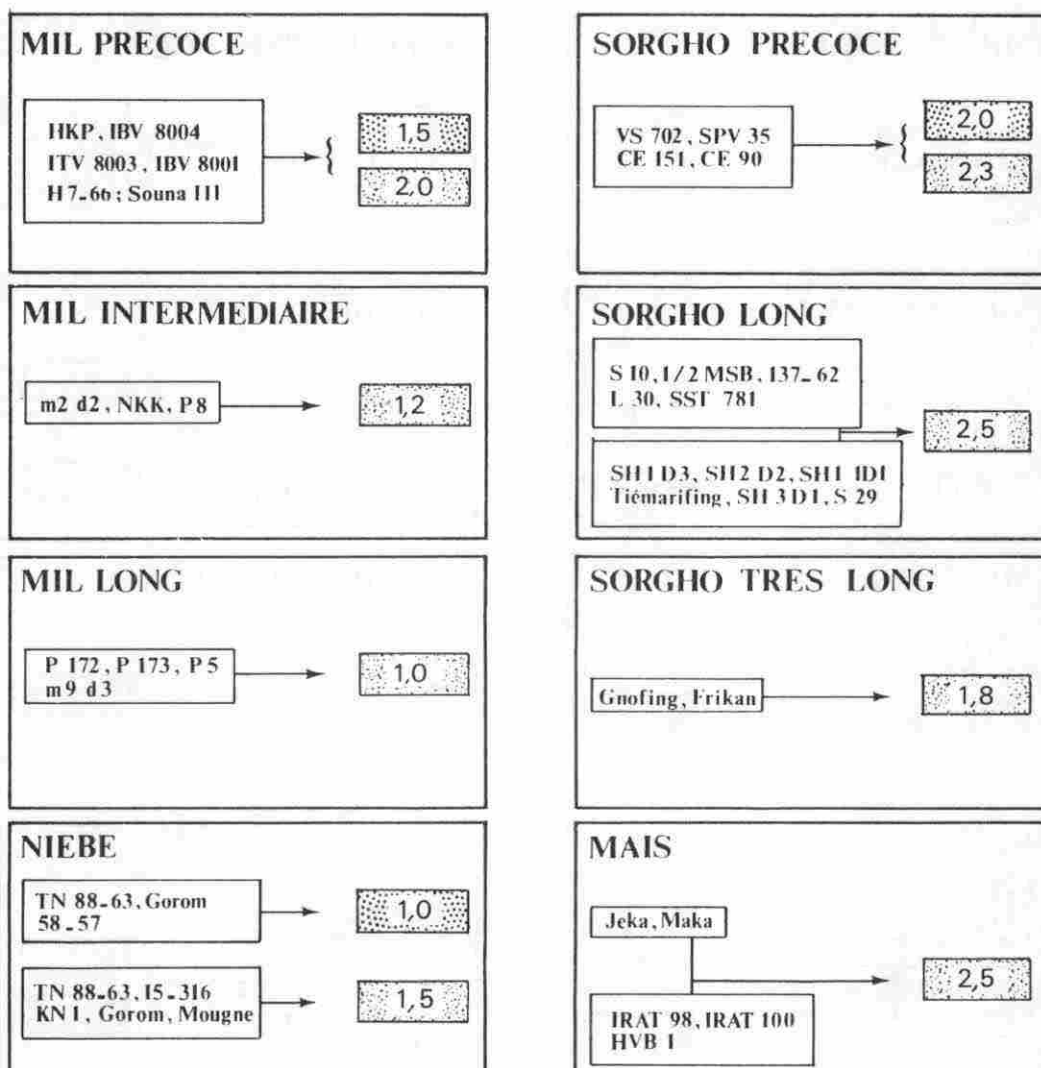 MIL PRECOCE
HKP, IBV 8004
ITV 8003, IBV 8001
H 7-66; Souna III
1,5
2,0
SORGHO PRECOCE
VS 702, SPV 35
CE 151, CE 90
2,0
2,3
MIL INTERMEDIAIRE
m2 d2, NKK, P8
1,2
SORGHO LONG
S 10, 1/2 MSB, 137-62
L 30, SST 781
SH1 D3, SH2 D2, SH1 1D1
Tiémarifing, SH 3 D1, S 29
2,5
MIL LONG
P 172, P 173, P 5
m9 d3
1,0
SORGHO TRES LONG
Gnofing, Frikan
1,8
NIEBE
TN 88-63, Gorom
58-57
1,0
TN 88-63, I5-316
KN1, Gorom, Mougne
1,5
MAIS
Jeka, Maka
IRAT 98, IRAT 100
HVB 1
2,5